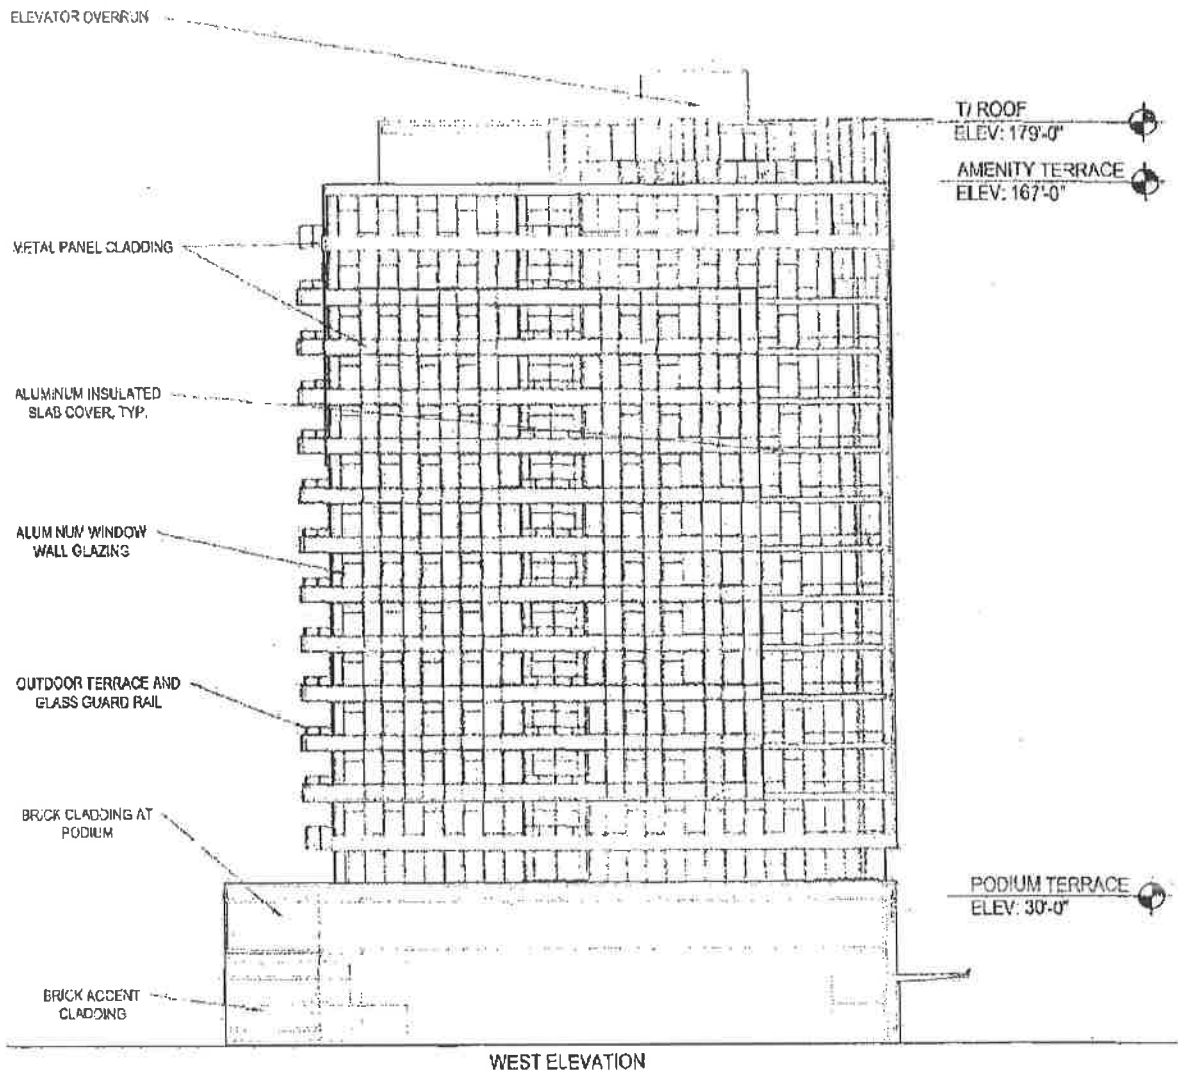 ELEVATOR OVERRUN
T/ ROOF
ELEV: 179'-0"
AMENITY TERRACE
ELEV: 167'-0"
METAL PANEL CLADDING
ALUMINUM INSULATED
SLAB COVER, TYP.
ALUMINUM WINDOW
WALL GLAZING
OUTDOOR TERRACE AND
GLASS GUARD RAIL
BRICK CLADDING AT
PODIUM
PODIUM TERRACE
ELEV: 30'-0"
BRICK ACCENT
CLADDING
WEST ELEVATION